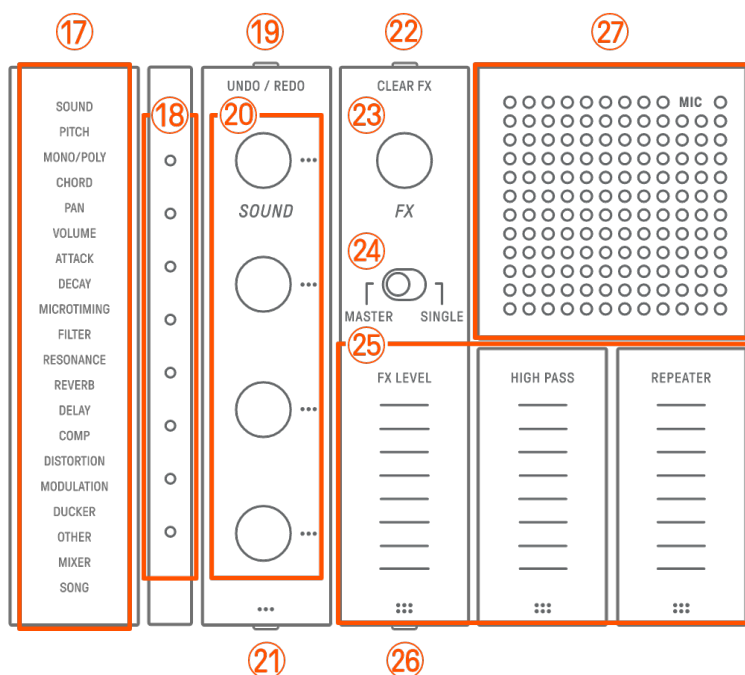 17
19
22
27
UNDO / REDO
CLEAR FX
SOUND
PITCH
MONO/POLY
CHORD
PAN
VOLUME
ATTACK
DECAY
MICROTIMING
FILTER
RESONANCE
REVERB
DELAY
COMP
DISTORTION
MODULATION
DUCKER
OTHER
MIXER
SONG
18
20
SOUND
23
FX
24
MASTER
SINGLE
MIC
25
FX LEVEL
HIGH PASS
REPEATER
21
26